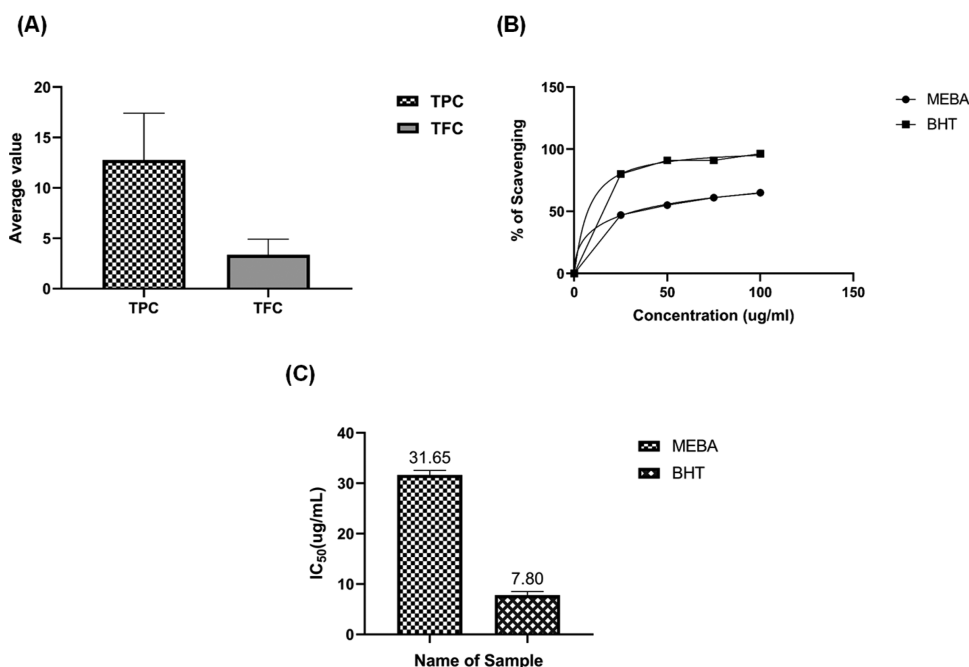 (A)
20
15
10
5
0
Average value
TPC
TFC
TPC
TFC
(B)
150
100
50
0
% of Scavenging
0
50
100
150
Concentration (ug/ml)
MEBA
BHT
(C)
40
30
20
10
0
IC₅₀(ug/mL)
31.65
7.80
Name of Sample
MEBA
BHT